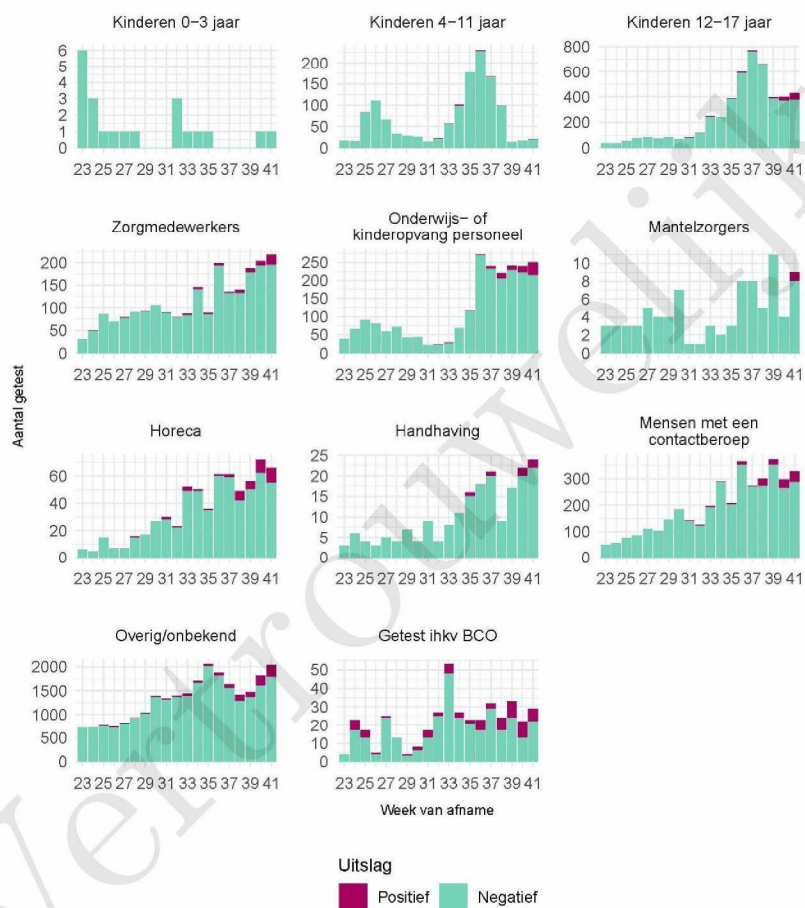 Kinderen 0−3 jaar
6
5
4
3
2
1
0
23 25 27 29 31 33 35 37 39 41
Kinderen 4−11 jaar
200
150
100
50
0
23 25 27 29 31 33 35 37 39 41
Kinderen 12−17 jaar
800
600
400
200
0
23 25 27 29 31 33 35 37 39 41
Zorgmedewerkers
200
150
100
50
0
23 25 27 29 31 33 35 37 39 41
Onderwijs− of
kinderopvang personeel
250
200
150
100
50
0
23 25 27 29 31 33 35 37 39 41
Mantelzorgers
10
8
6
4
2
0
23 25 27 29 31 33 35 37 39 41
Aantal getest
Horeca
60
40
20
0
23 25 27 29 31 33 35 37 39 41
Handhaving
25
20
15
10
5
0
23 25 27 29 31 33 35 37 39 41
Mensen met een
contactberoep
300
200
100
0
23 25 27 29 31 33 35 37 39 41
Overig/onbekend
2000
1500
1000
500
0
23 25 27 29 31 33 35 37 39 41
Getest ihkv BCO
50
40
30
20
10
0
23 25 27 29 31 33 35 37 39 41
Week van afname
Uitslag
Positief Negatief
Vertrouwelijk